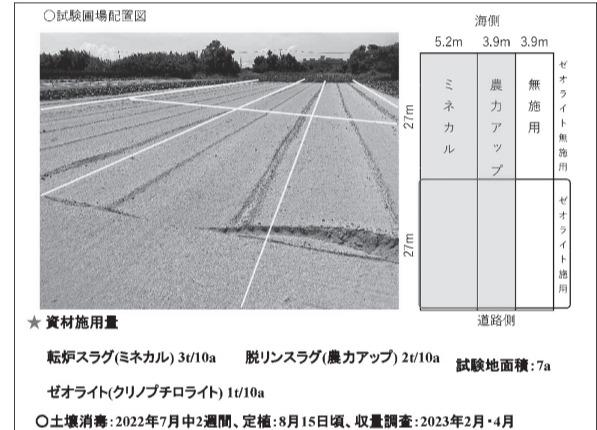 ○試験圃場配置図
海側
5.2m 3.9m 3.9m
ミネカル
農力アップ
無施用
ゼオライト無施用
27m
ゼオライト施用
27m
道路側
★ 資材施用量
転炉スラグ(ミネカル) 3t/10a 脱リンスラグ(農力アップ) 2t/10a 試験地面積:7a
ゼオライト(クリノプチロライト) 1t/10a
○土壌消毒:2022年7月中2週間、定植:8月15日頃、収量調査:2023年2月・4月